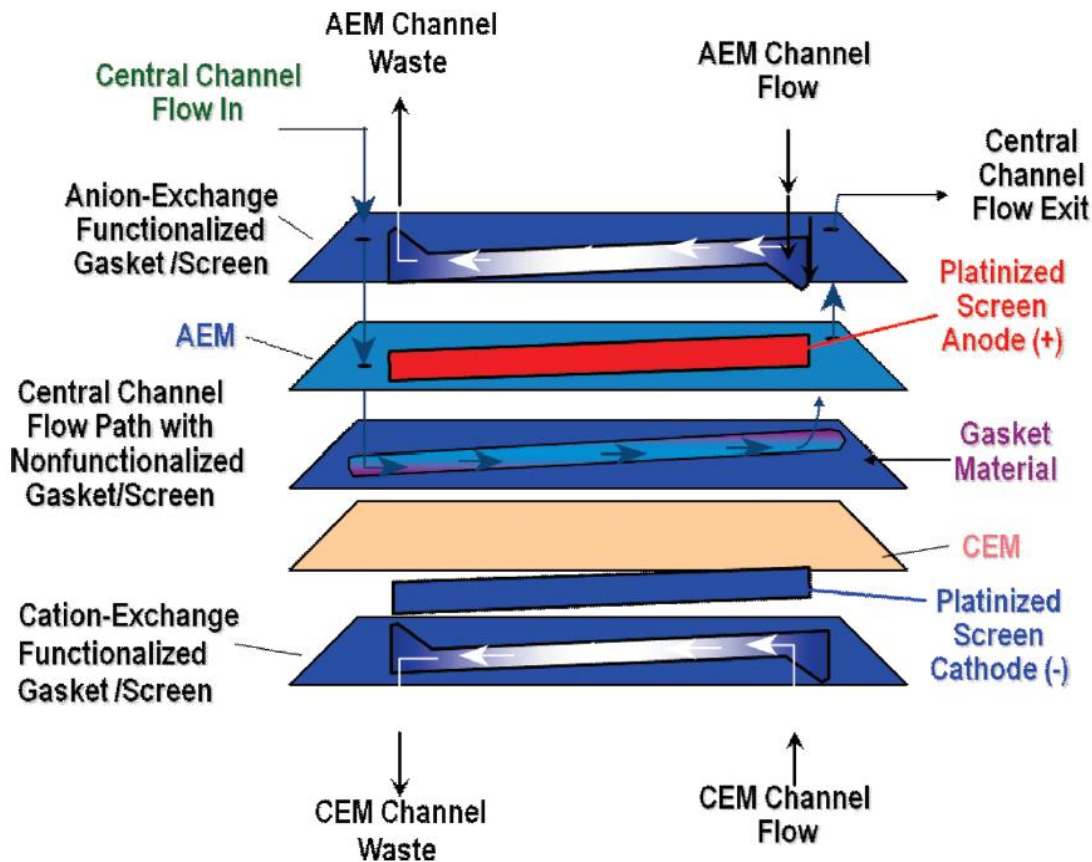 AEM Channel
Waste
AEM Channel
Flow
Central Channel
Flow In
Central
Channel
Flow Exit
Anion-Exchange
Functionalized
Gasket /Screen
Platinized
Screen
Anode (+)
AEM
Central Channel
Flow Path with
Nonfunctionalized
Gasket/Screen
Gasket
Material
CEM
Cation-Exchange
Functionalized
Gasket /Screen
Platinized
Screen
Cathode (-)
CEM Channel
Waste
CEM Channel
Flow